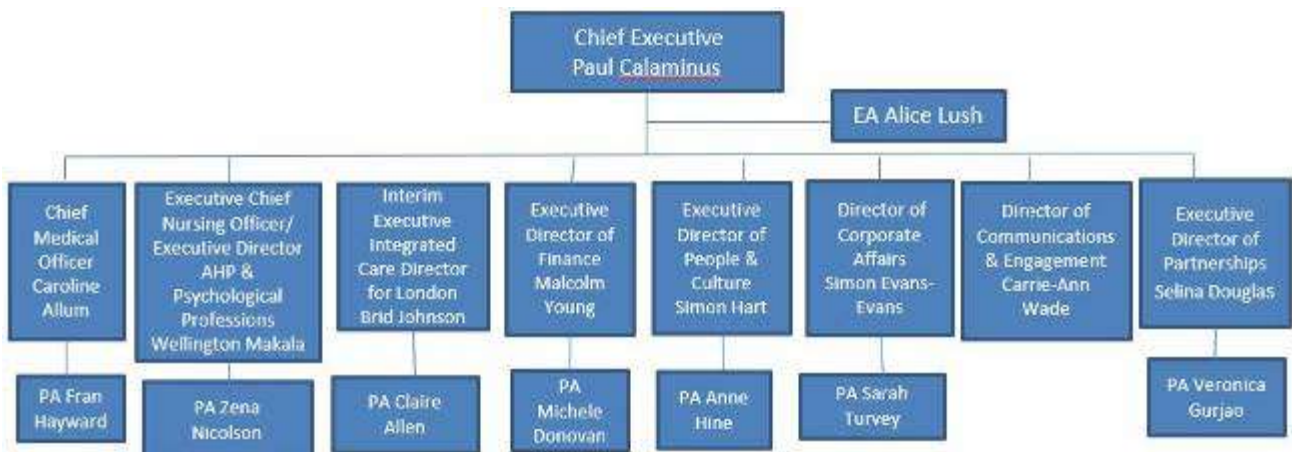 Chief Executive
Paul Calaminus
EA Alice Lush
Chief
Medical
Officer
Caroline
Allum
Executive Chief
Nursing Officer/
Executive Director
AHP &
Psychological
Professions
Wellington Makala
Interim
Executive
Integrated
Care Director
for London
Brid Johnson
Executive
Director of
Finance
Malcolm
Young
Executive
Director of
People &
Culture
Simon Hart
Director of
Corporate
Affairs
Simon Evans-
Evans
Director of
Communications
& Engagement
Carrie-Ann
Wade
Executive
Director of
Partnerships
Selina Douglas
PA Fran
Hayward
PA Zena
Nicolson
PA Claire
Allen
PA
Michele
Donovan
PA Anne
Hine
PA Sarah
Turvey
PA Veronica
Gurjao